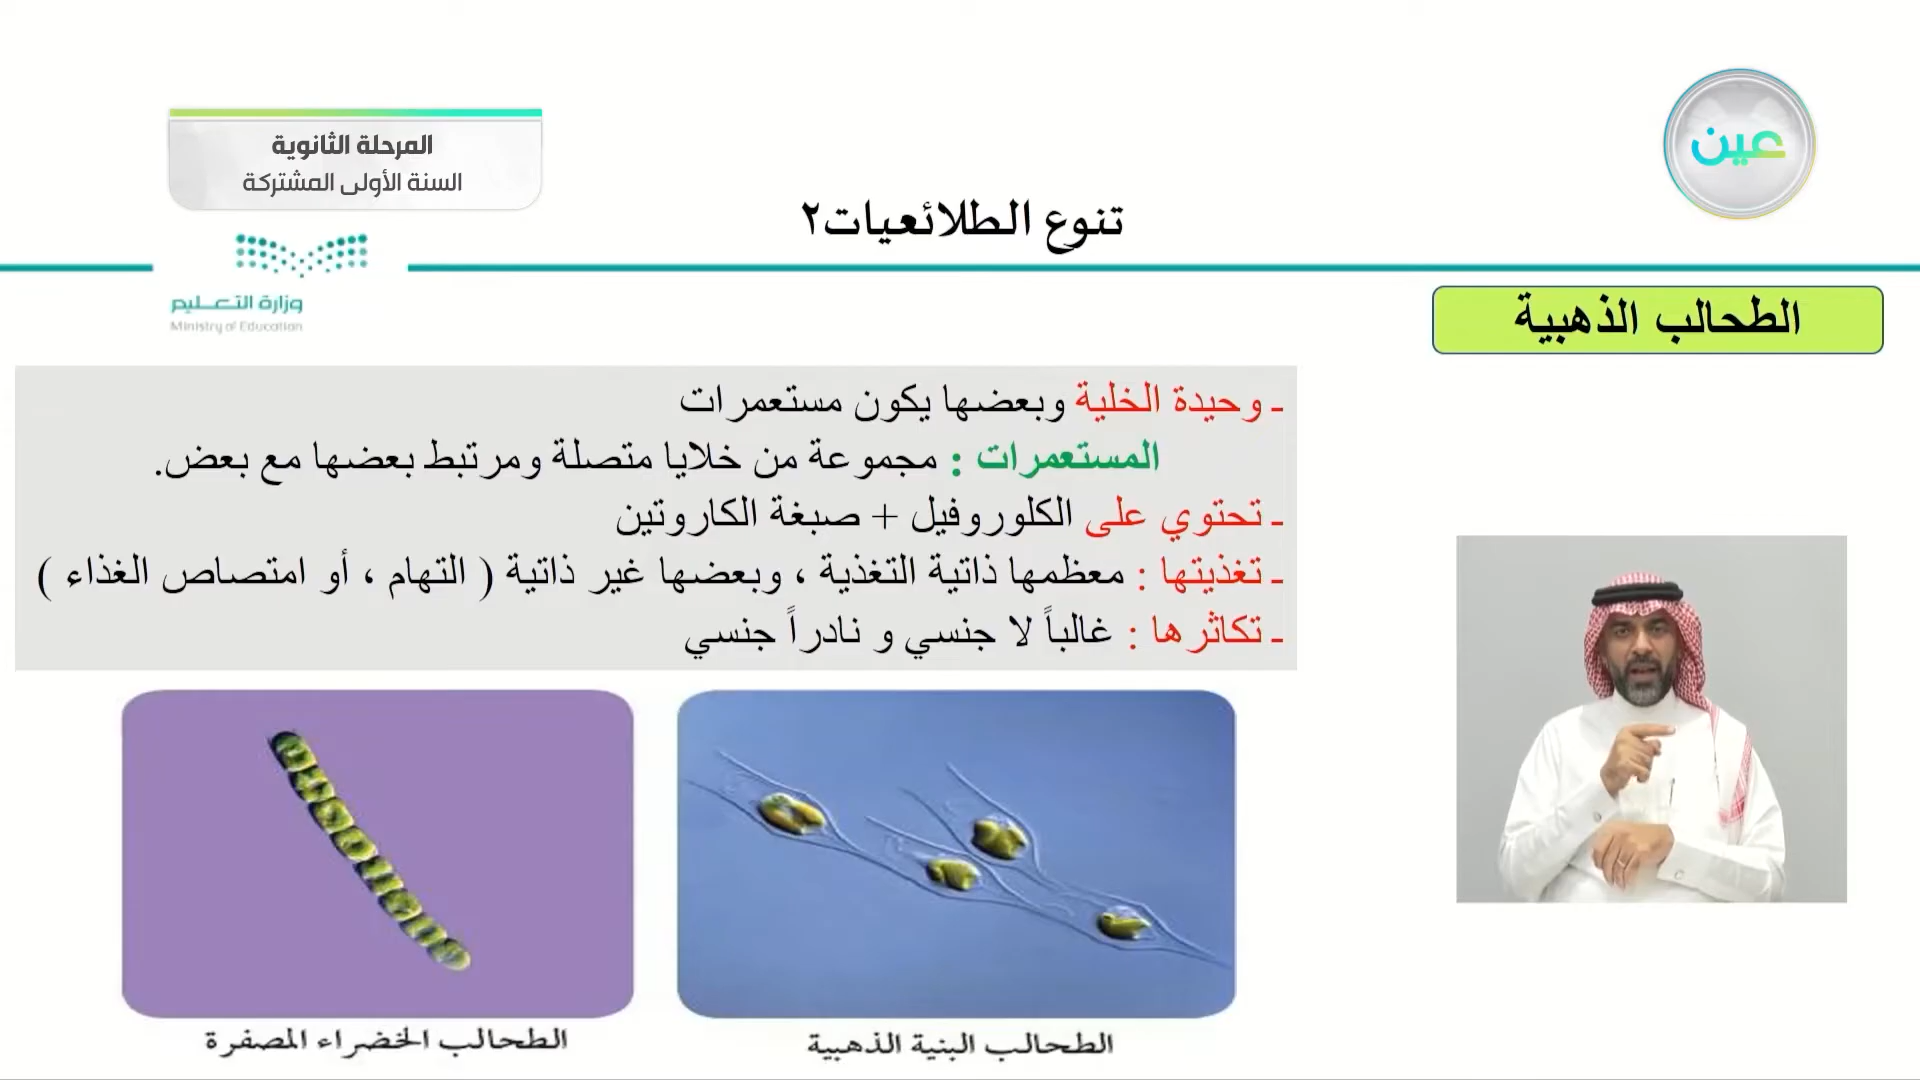 عين
المرحلة الثانوية
السنة الأولى المشتركة
تنوع الطلائعيات٢
وزارة التعليم
Ministry of Education
الطحالب الذهبية
- وحيدة الخلية وبعضها يكون مستعمرات
المستعمرات : مجموعة من خلايا متصلة ومرتبط بعضها مع بعض.
- تحتوي على الكلوروفيل + صبغة الكاروتين
- تغذيتها : معظمها ذاتية التغذية ، وبعضها غير ذاتية ( التهام ، أو امتصاص الغذاء )
- تكاثرها : غالباً لا جنسي و نادراً جنسي
الطحالب البنية الذهبية
الطحالب الخضراء المصفرة